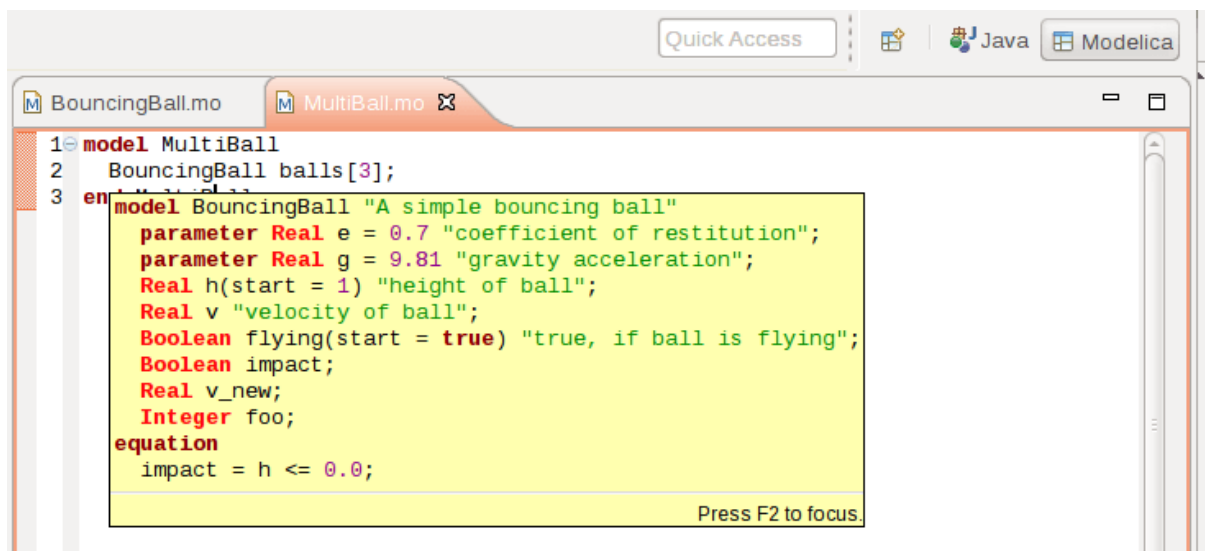 Quick Access
Java
Modelica
BouncingBall.mo
MultiBall.mo
1 model MultiBall
2 BouncingBall balls[3];
3 en
model BouncingBall "A simple bouncing ball"
parameter Real e = 0.7 "coefficient of restitution";
parameter Real g = 9.81 "gravity acceleration";
Real h(start = 1) "height of ball";
Real v "velocity of ball";
Boolean flying(start = true) "true, if ball is flying";
Boolean impact;
Real v_new;
Integer foo;
equation
impact = h <= 0.0;
Press F2 to focus.